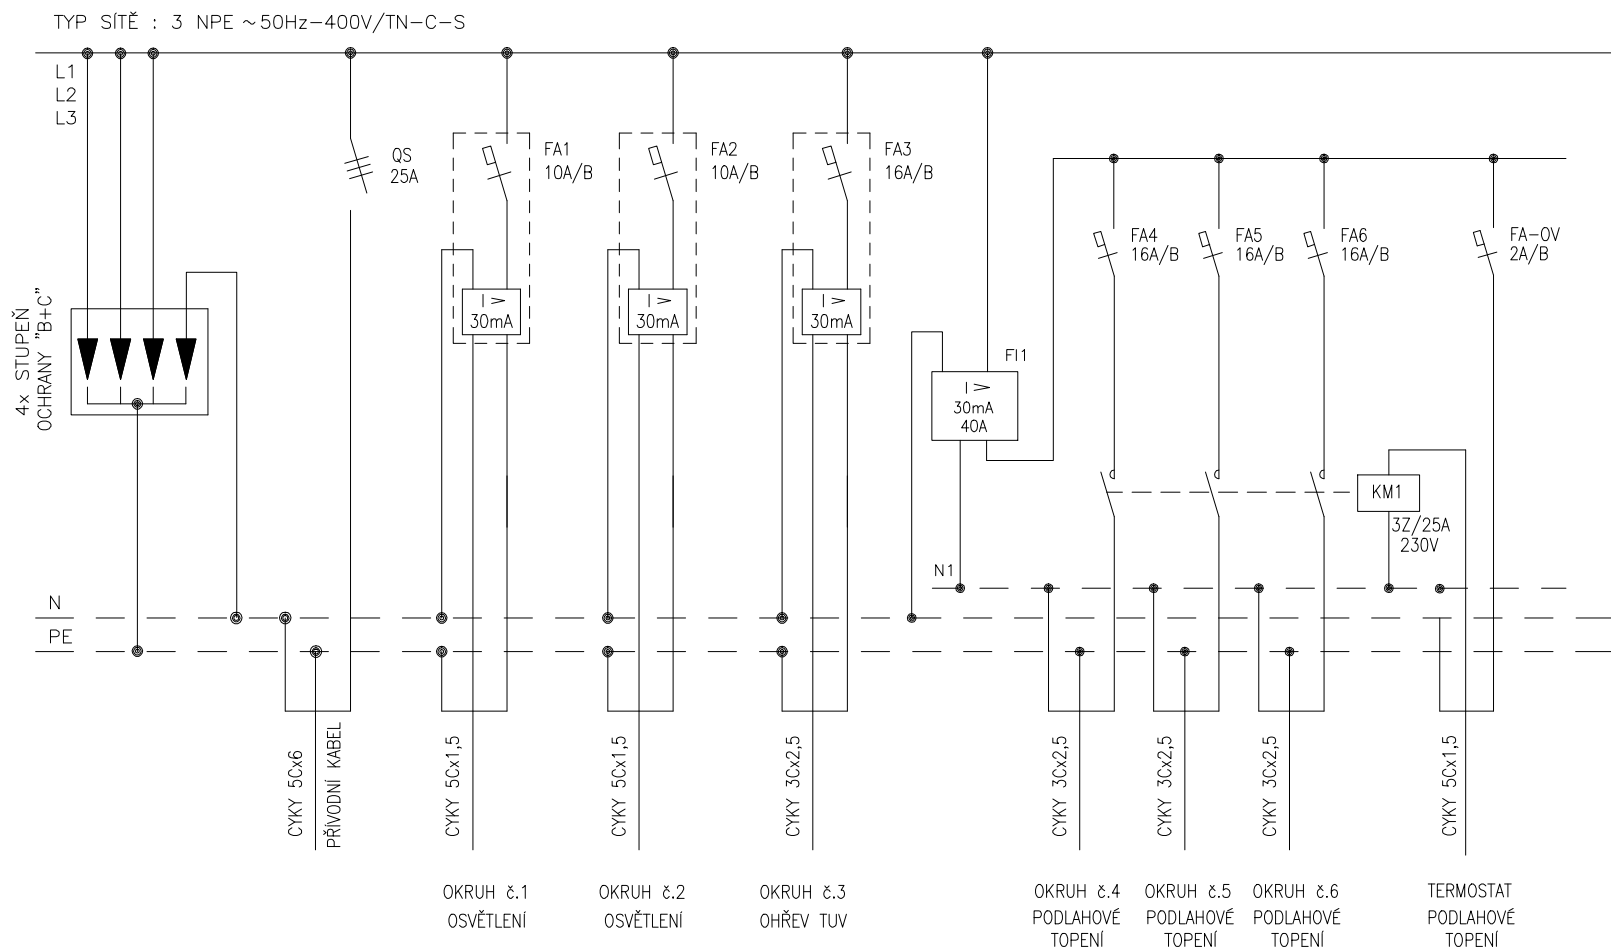 TYP SÍTĚ : 3 NPE ~50Hz-400V/TN-C-S
L1
L2
L3
QS
25A
FA1
10A/B
FA2
10A/B
FA3
16A/B
FA4
16A/B
FA5
16A/B
FA6
16A/B
FA-OV
2A/B
4x STUPEŇ
OCHRANY "B+C"
I >
30mA
I >
30mA
I >
30mA
FI1
I >
30mA
40A
KM1
3Z/25A
230V
N1
N
PE
CYKY 5Cx6
PŘÍVODNÍ KABEL
CYKY 5Cx1,5
CYKY 5Cx1,5
CYKY 3Cx2,5
CYKY 3Cx2,5
CYKY 3Cx2,5
CYKY 3Cx2,5
CYKY 5Cx1,5
OKRUH č.1
OSVĚTLENÍ
OKRUH č.2
OSVĚTLENÍ
OKRUH č.3
OHŘEV TUV
OKRUH č.4
PODLAHOVÉ
TOPENÍ
OKRUH č.5
PODLAHOVÉ
TOPENÍ
OKRUH č.6
PODLAHOVÉ
TOPENÍ
TERMOSTAT
PODLAHOVÉ
TOPENÍ